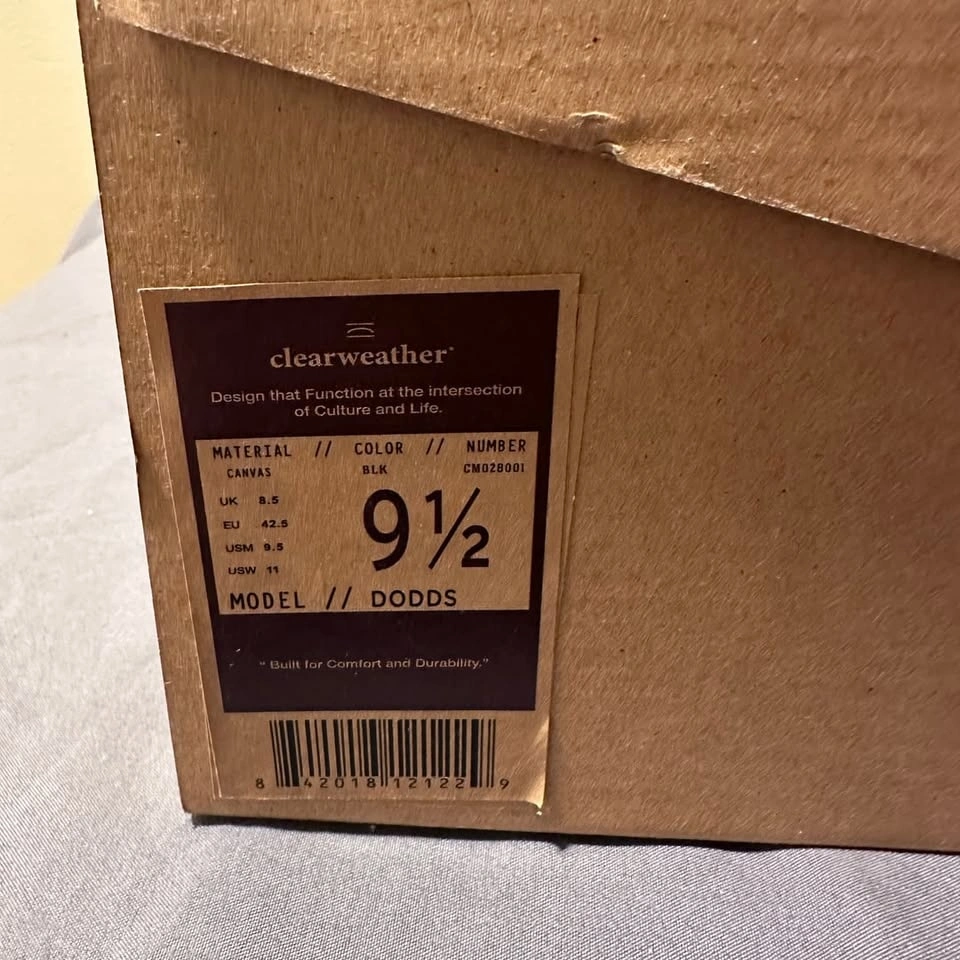 clearweather
Design that Function at the intersection
of Culture and Life.
MATERIAL // COLOR // NUMBER
CANVAS BLK CM028001
UK 8.5
EU 42.5
USM 9.5
USW 11
9 ½
MODEL // DODDS
" Built for Comfort and Durability."
8 42018 12122 9